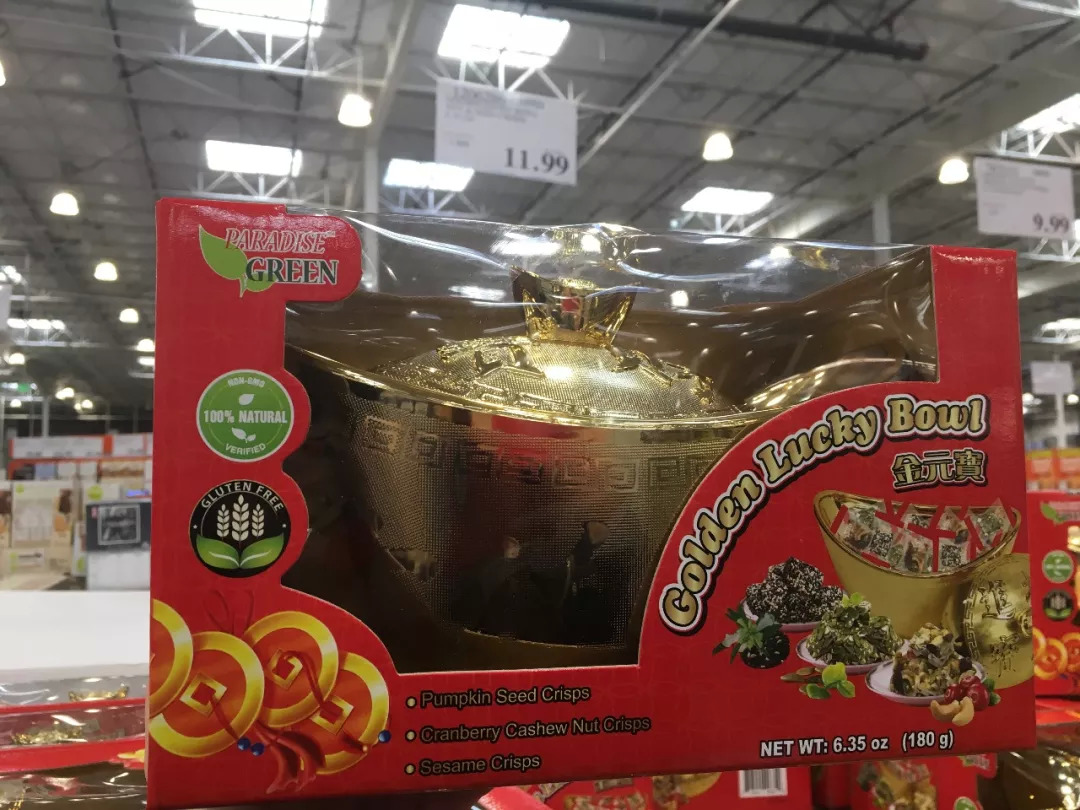 11.99
9.99
PARADISE™
GREEN
NON-GMO
100% NATURAL
VERIFIED
GLUTEN FREE
Golden Lucky Bowl
金元寶
• Pumpkin Seed Crisps
• Cranberry Cashew Nut Crisps
• Sesame Crisps
NET WT: 6.35 oz (180 g)